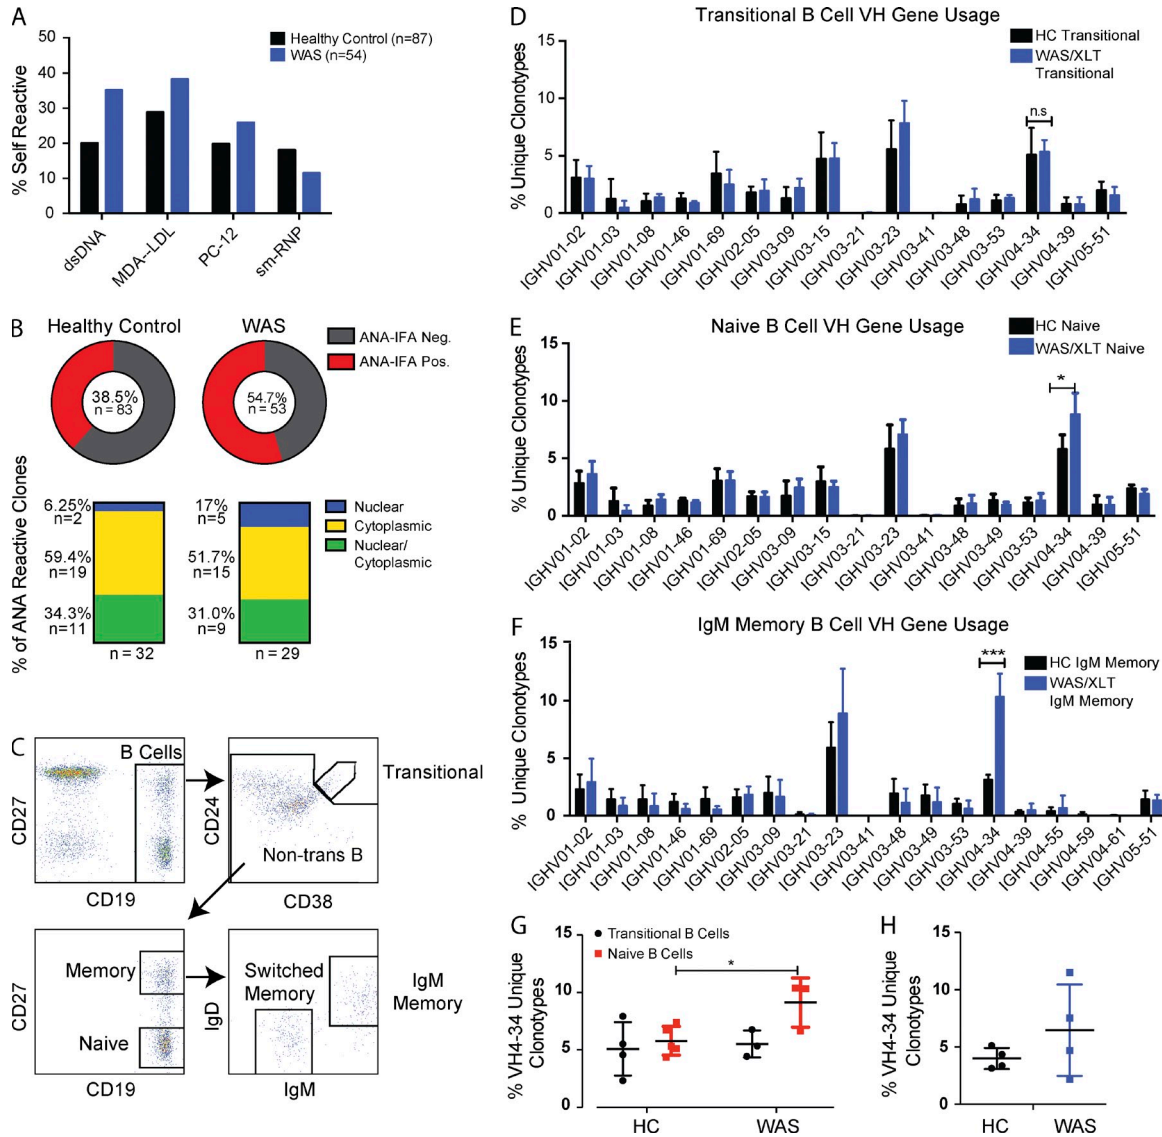 A
Healthy Control (n=87)
WAS (n=54)
% Self Reactive
50
40
30
20
10
0
dsDNA
MDA--LDL
PC-12
sm-RNP
B
Healthy Control
WAS
ANA-IFA Neg.
ANA-IFA Pos.
38.5%
n = 83
54.7%
n = 53
% of ANA Reactive Clones
6.25%
n=2
59.4%
n=19
34.3%
n=11
n = 32
17%
n=5
51.7%
n=15
31.0%
n=9
n = 29
Nuclear
Cytoplasmic
Nuclear/
Cytoplasmic
C
B Cells
CD27
CD19
CD24
Transitional
Non-trans B
CD38
Memory
Naive
CD27
CD19
Switched
Memory
IgD
IgM
IgM
Memory
D
Transitional B Cell VH Gene Usage
HC Transitional
WAS/XLT
Transitional
% Unique Clonotypes
15
10
5
0
n.s
IGHV01-02
IGHV01-03
IGHV01-08
IGHV01-46
IGHV01-69
IGHV02-05
IGHV03-09
IGHV03-15
IGHV03-21
IGHV03-23
IGHV03-41
IGHV03-48
IGHV03-53
IGHV04-34
IGHV04-39
IGHV05-51
E
Naive B Cell VH Gene Usage
HC Naive
WAS/XLT Naive
% Unique Clonotypes
15
10
5
0
*
IGHV01-02
IGHV01-03
IGHV01-08
IGHV01-46
IGHV01-69
IGHV02-05
IGHV03-09
IGHV03-15
IGHV03-21
IGHV03-23
IGHV03-41
IGHV03-48
IGHV03-49
IGHV03-53
IGHV04-34
IGHV04-39
IGHV05-51
F
IgM Memory B Cell VH Gene Usage
HC IgM Memory
WAS/XLT
IgM Memory
% Unique Clonotypes
15
10
5
0
***
IGHV01-02
IGHV01-03
IGHV01-08
IGHV01-46
IGHV01-69
IGHV02-05
IGHV03-09
IGHV03-21
IGHV03-23
IGHV03-41
IGHV03-48
IGHV03-49
IGHV03-53
IGHV04-34
IGHV04-39
IGHV04-55
IGHV04-59
IGHV04-61
IGHV05-51
G
Transitional B Cells
Naive B Cells
% VH4-34 Unique
Clonotypes
15
10
5
0
*
HC
WAS
H
% VH4-34 Unique
Clonotypes
15
10
5
0
HC
WAS